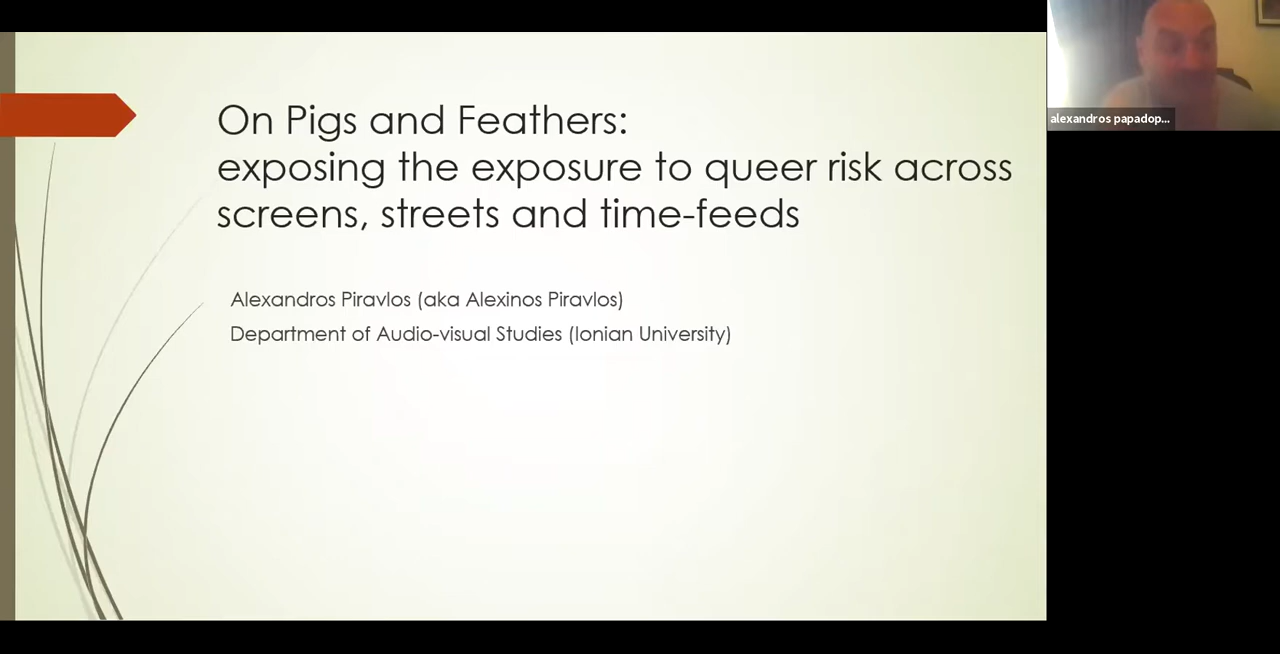 On Pigs and Feathers:
exposing the exposure to queer risk across
screens, streets and time-feeds
Alexandros Piravlos (aka Alexinos Piravlos)
Department of Audio-visual Studies (Ionian University)
alexandros papadop...